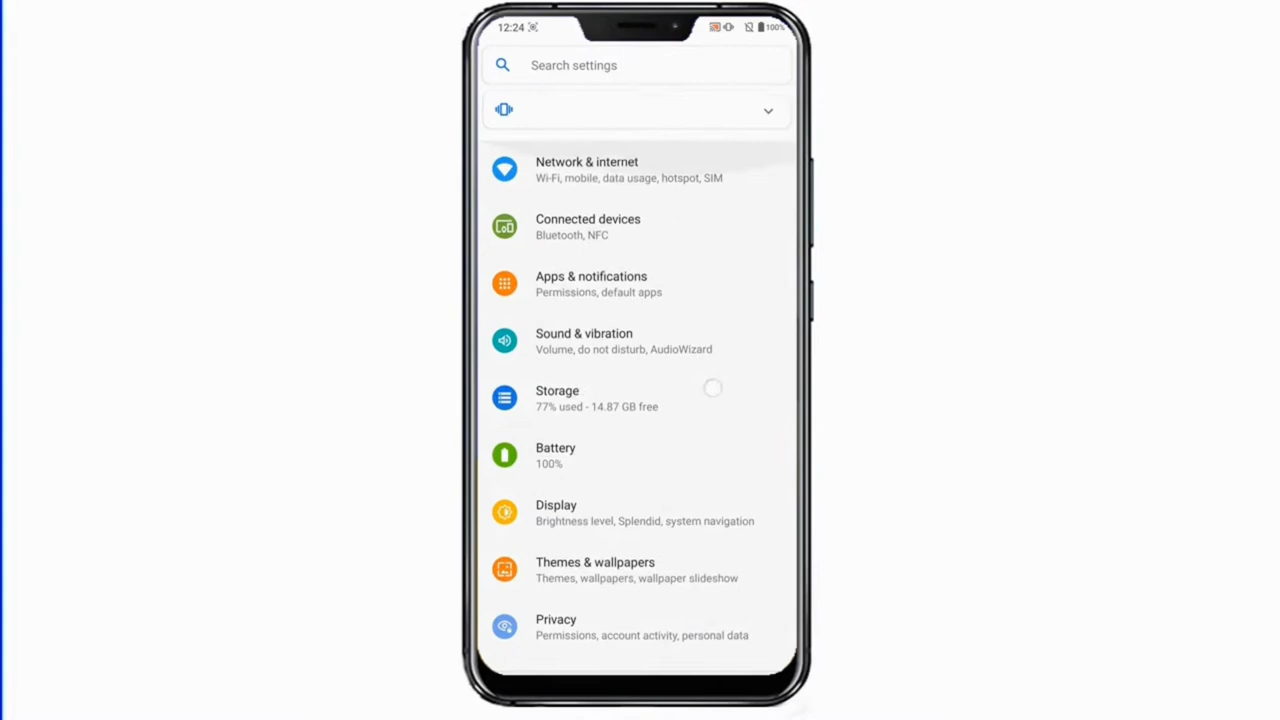 12:24
100%
Search settings
Network & internet
Wi-Fi, mobile, data usage, hotspot, SIM
Connected devices
Bluetooth, NFC
Apps & notifications
Permissions, default apps
Sound & vibration
Volume, do not disturb, AudioWizard
Storage
77% used - 14.87 GB free
Battery
100%
Display
Brightness level, Splendid, system navigation
Themes & wallpapers
Themes, wallpapers, wallpaper slideshow
Privacy
Permissions, account activity, personal data